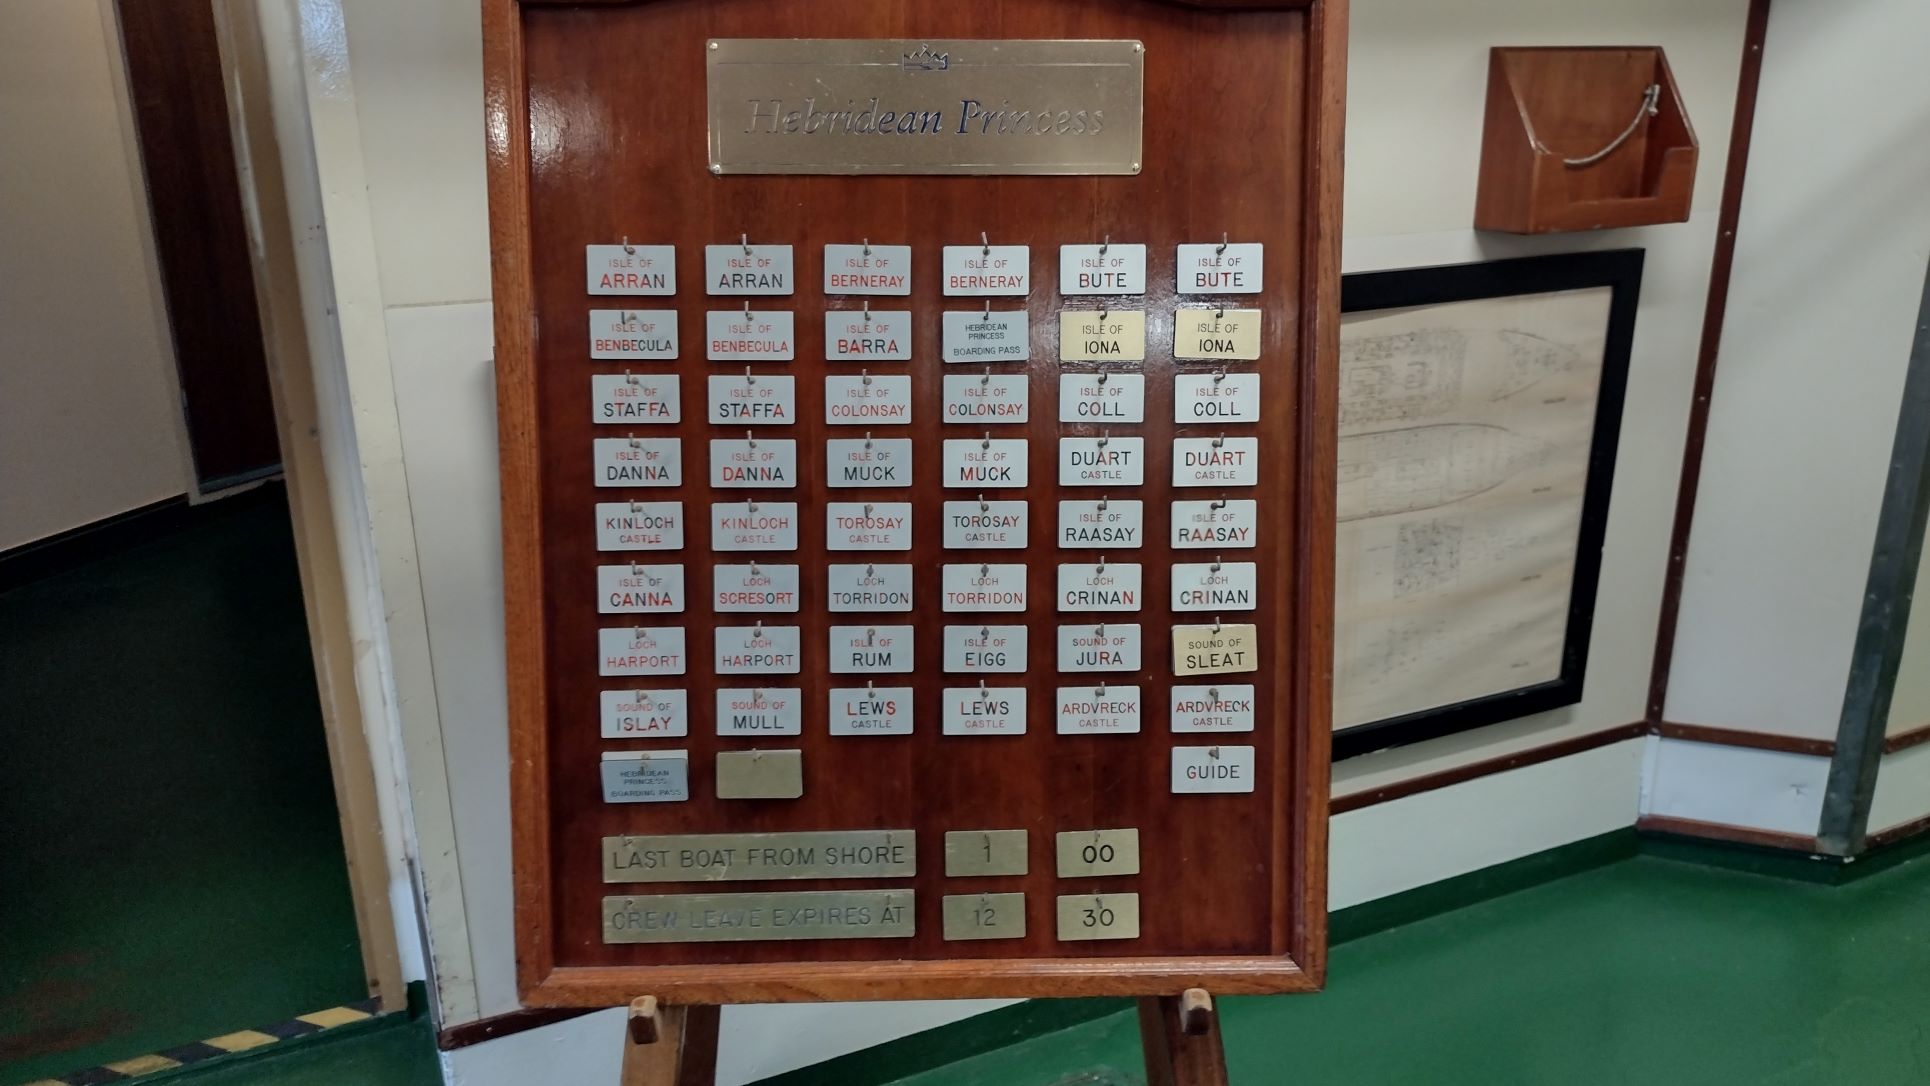 Hebridean Princess
ISLE OF ARRAN
ISLE OF ARRAN
ISLE OF BERNERAY
ISLE OF BERNERAY
ISLE OF BUTE
ISLE OF BUTE
ISLE OF BENBECULA
ISLE OF BENBECULA
ISLE OF BARRA
HEBRIDEAN PRINCESS BOARDING PASS
ISLE OF IONA
ISLE OF IONA
ISLE OF STAFFA
ISLE OF STAFFA
ISLE OF COLONSAY
ISLE OF COLONSAY
ISLE OF COLL
ISLE OF COLL
ISLE OF DANNA
ISLE OF DANNA
ISLE OF MUCK
ISLE OF MUCK
DUART CASTLE
DUART CASTLE
KINLOCH CASTLE
KINLOCH CASTLE
TOROSAY CASTLE
TOROSAY CASTLE
ISLE OF RAASAY
ISLE OF RAASAY
ISLE OF CANNA
LOCH SCRESORT
LOCH TORRIDON
LOCH TORRIDON
LOCH CRINAN
LOCH CRINAN
LOCH HARPORT
LOCH HARPORT
ISLE OF RUM
ISLE OF EIGG
SOUND OF JURA
SOUND OF SLEAT
SOUND OF ISLAY
SOUND OF MULL
LEWS CASTLE
LEWS CASTLE
ARDVRECK CASTLE
ARDVRECK CASTLE
HEBRIDEAN PRINCESS BOARDING PASS
GUIDE
LAST BOAT FROM SHORE 1 00
CREW LEAVE EXPIRES AT 12 30